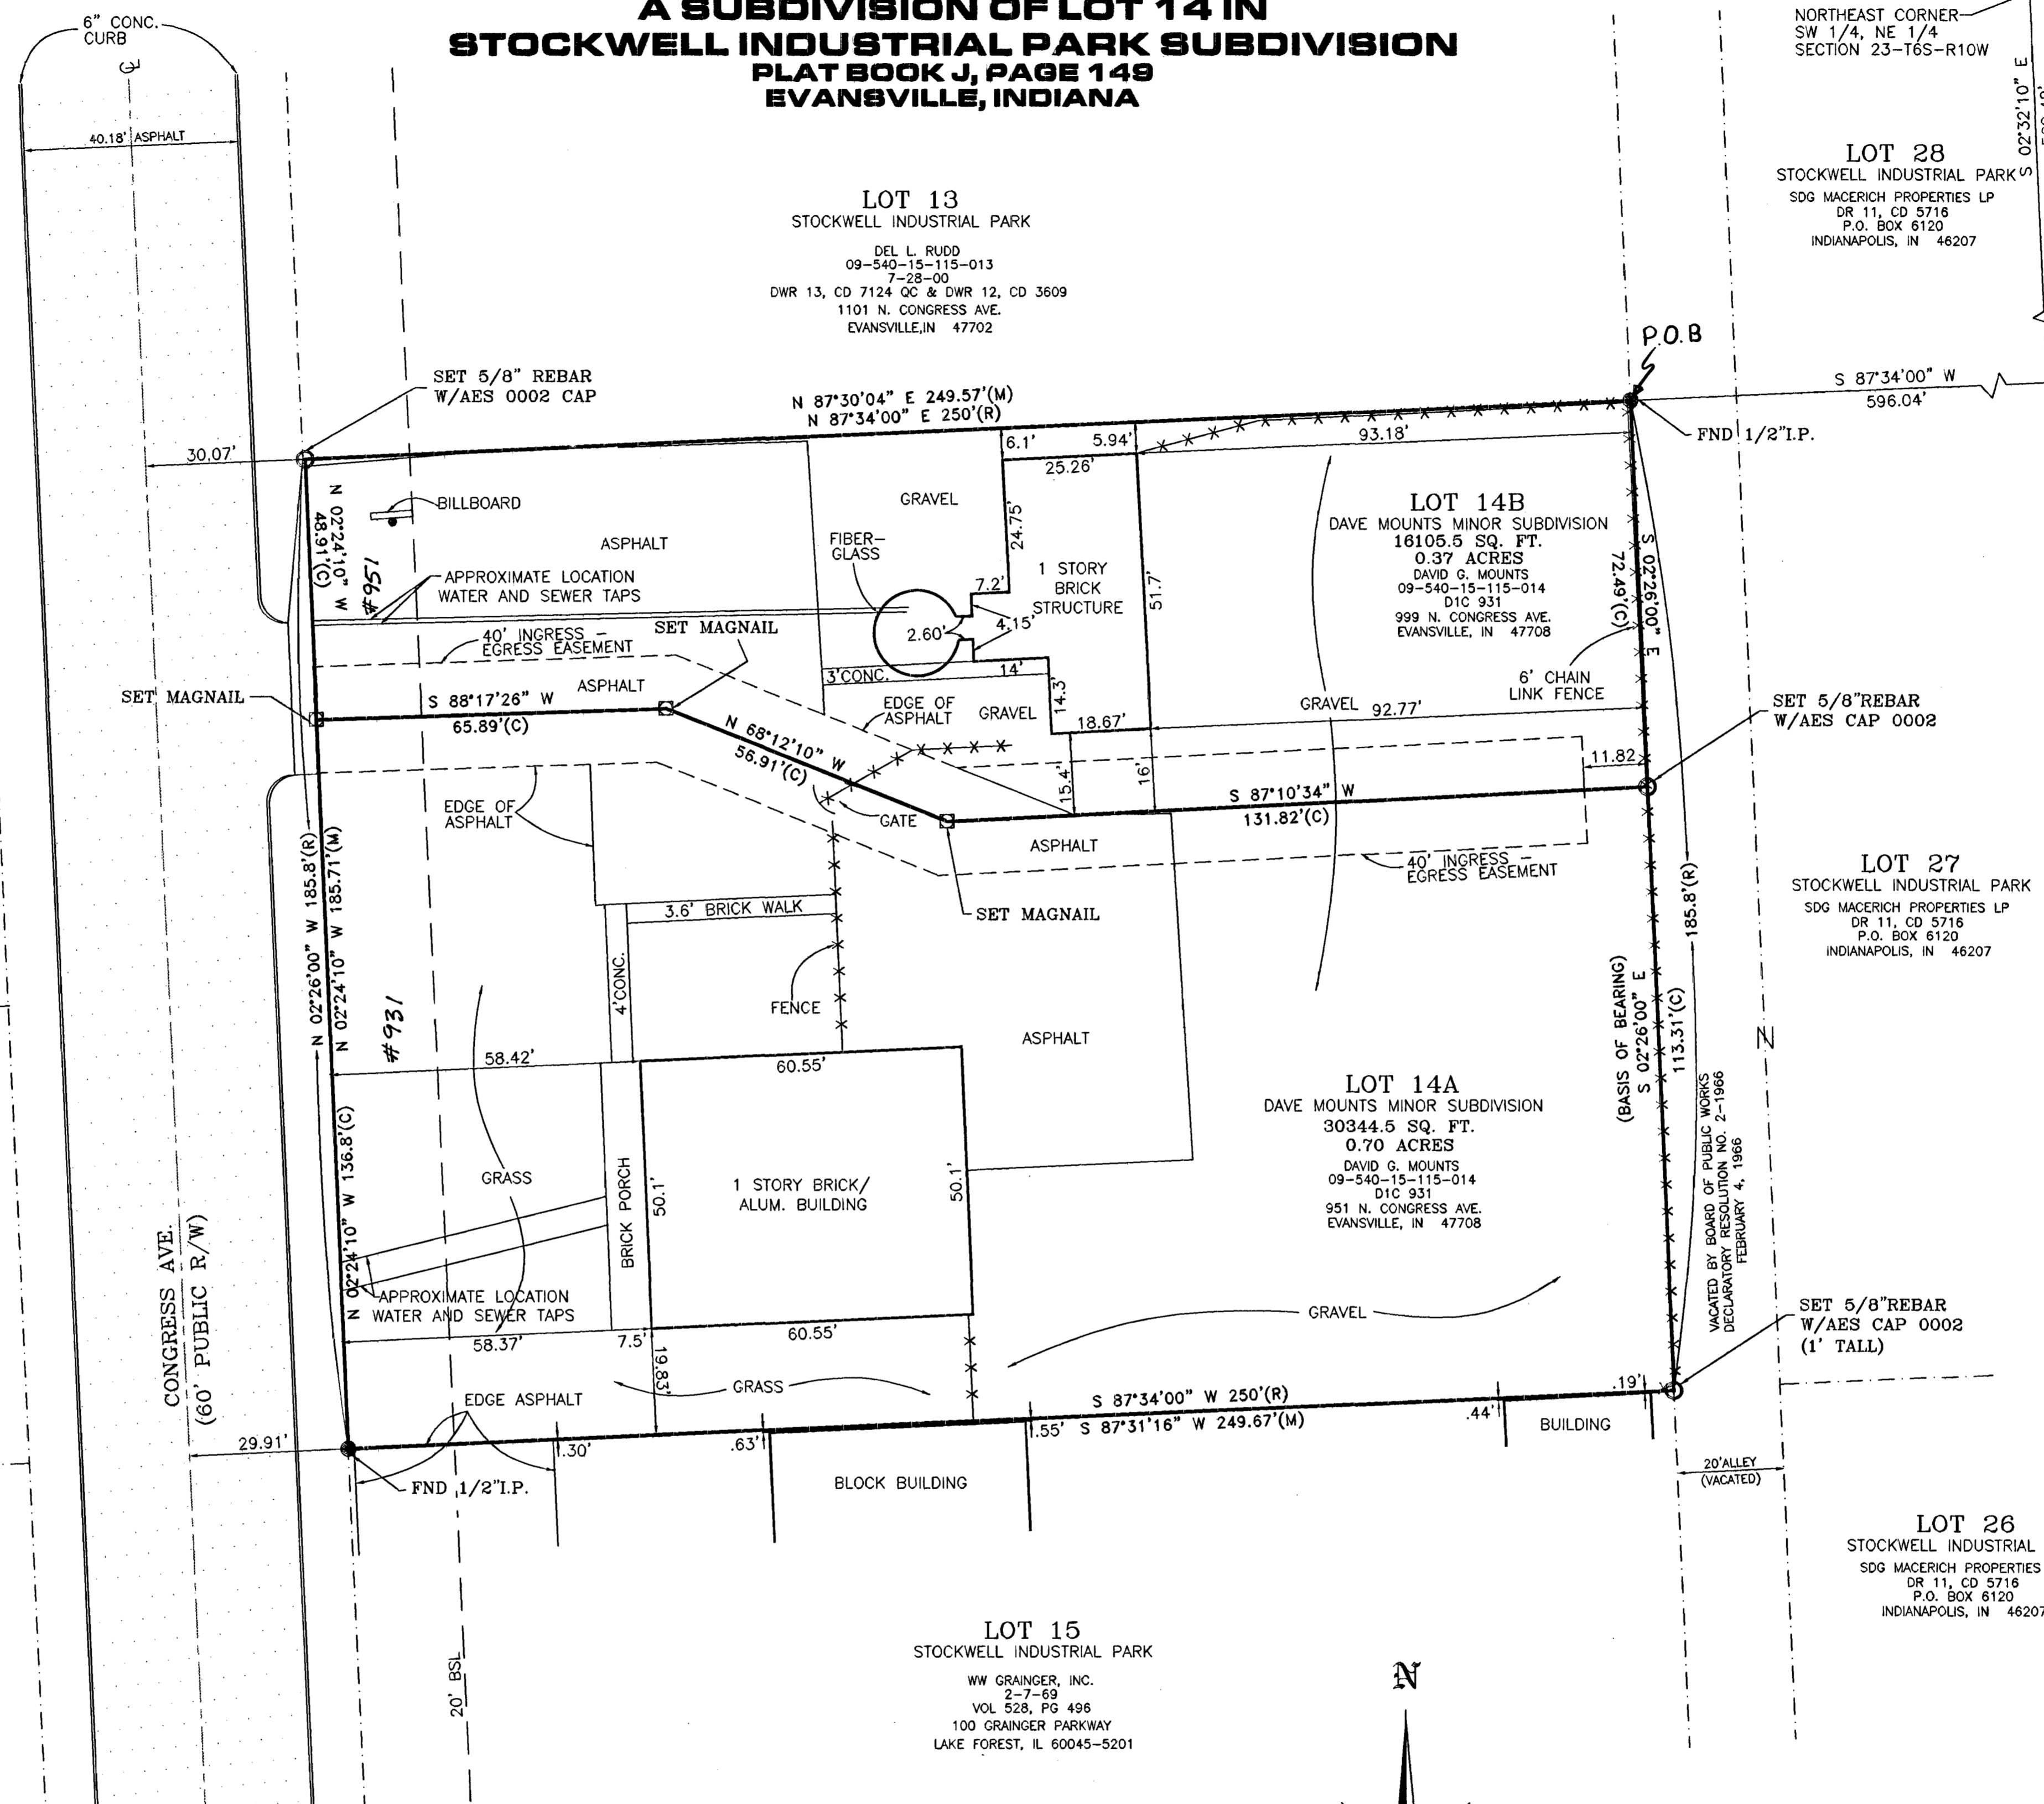 A SUBDIVISION OF LOT 14 IN
STOCKWELL INDUSTRIAL PARK SUBDIVISION
PLAT BOOK J, PAGE 149
EVANSVILLE, INDIANA
6" CONC.
CURB
40.18' ASPHALT
NORTHEAST CORNER
SW 1/4, NE 1/4
SECTION 23-T6S-R10W
S 02°32'10" E
LOT 28
STOCKWELL INDUSTRIAL PARK
SDG MACERICH PROPERTIES LP
DR 11, CD 5716
P.O. BOX 6120
INDIANAPOLIS, IN 46207
LOT 13
STOCKWELL INDUSTRIAL PARK
DEL L. RUDD
09-540-15-115-013
7-28-00
DWR 13, CD 7124 QC & DWR 12, CD 3609
1101 N. CONGRESS AVE.
EVANSVILLE,IN 47702
P.O.B
S 87°34'00" W
596.04'
FND 1/2"I.P.
SET 5/8" REBAR
W/AES 0002 CAP
N 87°30'04" E 249.57'(M)
N 87°34'00" E 250'(R)
30.07'
6.1'
5.94'
25.26'
93.18'
N 02°24'10" W
48.91'(C)
BILLBOARD
#951
ASPHALT
GRAVEL
FIBER-
GLASS
24.75'
1 STORY
BRICK
STRUCTURE
51.7'
7.2'
4.15'
2.60'
LOT 14B
DAVE MOUNTS MINOR SUBDIVISION
16105.5 SQ. FT.
0.37 ACRES
DAVID G. MOUNTS
09-540-15-115-014
D1C 931
999 N. CONGRESS AVE.
EVANSVILLE, IN 47708
S 02°26'00" E
72.49'(C)
6' CHAIN
LINK FENCE
APPROXIMATE LOCATION
WATER AND SEWER TAPS
40' INGRESS -
EGRESS EASEMENT
SET MAGNAIL
SET MAGNAIL
ASPHALT
S 88°17'26" W
65.89'(C)
3'CONC.
14'
14.3'
EDGE OF
ASPHALT
GRAVEL
18.67'
GRAVEL
92.77'
SET 5/8"REBAR
W/AES CAP 0002
N 68°12'10" W
56.91'(C)
11.82
15.4'
16'
S 87°10'34" W
131.82'(C)
GATE
EDGE OF
ASPHALT
ASPHALT
40' INGRESS -
EGRESS EASEMENT
SET MAGNAIL
3.6' BRICK WALK
4'CONC.
FENCE
N 02°26'00" W 185.8'(R)
N 02°24'10" W 185.71'(M)
#931
185.8'(R)
(BASIS OF BEARING)
S 02°26'00" E
113.31'(C)
LOT 27
STOCKWELL INDUSTRIAL PARK
SDG MACERICH PROPERTIES LP
DR 11, CD 5716
P.O. BOX 6120
INDIANAPOLIS, IN 46207
58.42'
60.55'
ASPHALT
LOT 14A
DAVE MOUNTS MINOR SUBDIVISION
30344.5 SQ. FT.
0.70 ACRES
DAVID G. MOUNTS
09-540-15-115-014
D1C 931
951 N. CONGRESS AVE.
EVANSVILLE, IN 47708
VACATED BY BOARD OF PUBLIC WORKS
DECLARATORY RESOLUTION NO. 2-1966
FEBRUARY 4, 1966
N 02°24'10" W 136.8'(C)
GRASS
BRICK PORCH
50.1'
1 STORY BRICK/
ALUM. BUILDING
50.1'
CONGRESS AVE.
(60' PUBLIC R/W)
APPROXIMATE LOCATION
WATER AND SEWER TAPS
58.37'
7.5'
60.55'
19.83'
GRAVEL
SET 5/8"REBAR
W/AES CAP 0002
(1' TALL)
GRASS
EDGE ASPHALT
S 87°34'00" W 250'(R)
S 87°31'16" W 249.67'(M)
.19'
.44'
BUILDING
29.91'
.30'
.63'
.55'
FND 1/2"I.P.
BLOCK BUILDING
20'ALLEY
(VACATED)
LOT 26
STOCKWELL INDUSTRIAL
SDG MACERICH PROPERTIES
DR 11, CD 5716
P.O. BOX 6120
INDIANAPOLIS, IN 46207
20' BSL
LOT 15
STOCKWELL INDUSTRIAL PARK
WW GRAINGER, INC.
2-7-69
VOL 528, PG 496
100 GRAINGER PARKWAY
LAKE FOREST, IL 60045-5201
N